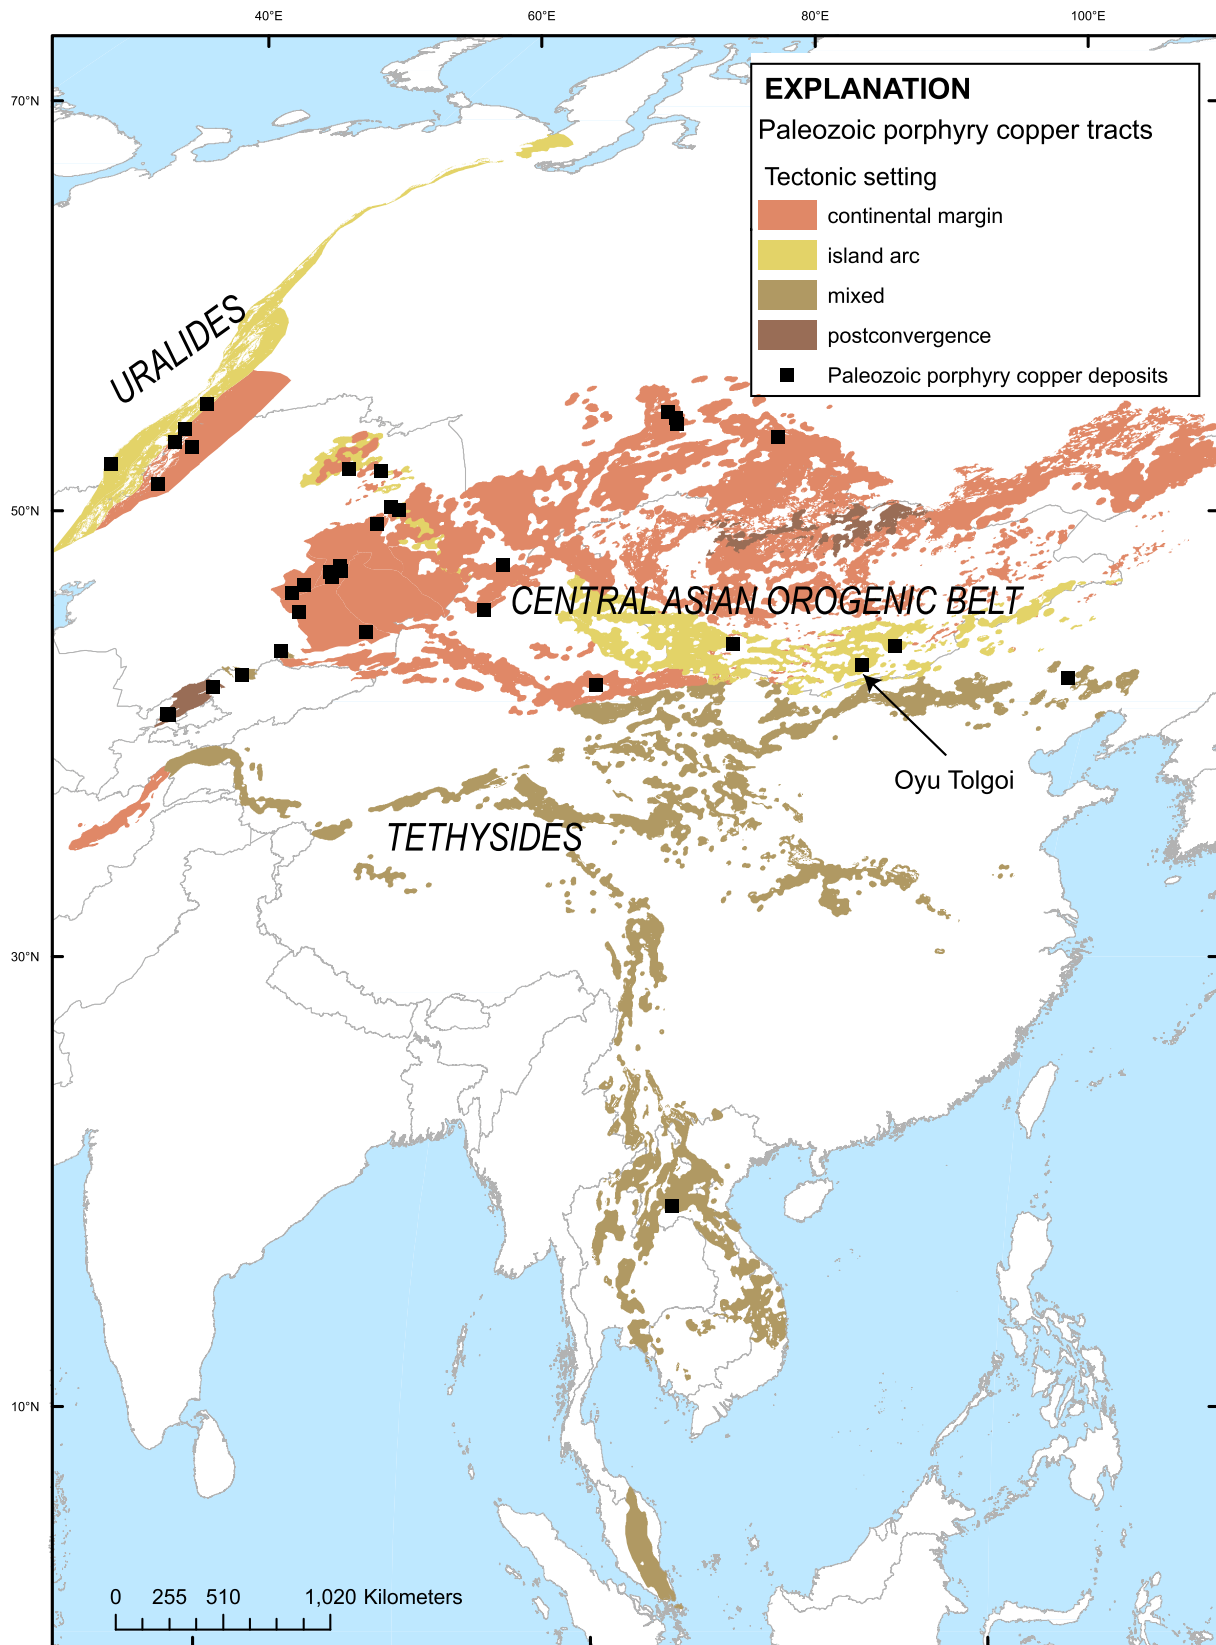 40°E 60°E 80°E 100°E
70°N
EXPLANATION
Paleozoic porphyry copper tracts
Tectonic setting
continental margin
island arc
mixed
postconvergence
Paleozoic porphyry copper deposits
URALIDES
50°N
CENTRAL ASIAN OROGENIC BELT
Oyu Tolgoi
TETHYSIDES
30°N
10°N
0 255 510 1,020 Kilometers